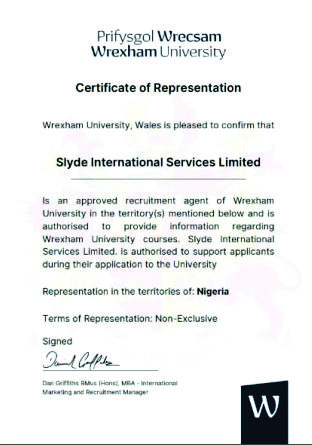 Prifysgol Wrecsam
Wrexham University
Certificate of Representation
Wrexham University, Wales is pleased to confirm that
Slyde International Services Limited
Is an approved recruitment agent of Wrexham
University in the territory(s) mentioned below and is
authorised to provide information regarding
Wrexham University courses. Slyde International
Services Limited. is authorised to support applicants
during their application to the University
Representation in the territories of: Nigeria
Terms of Representation: Non-Exclusive
Signed
Dan Griffiths BMus (Hons), MBA - International
Marketing and Recruitment Manager
W